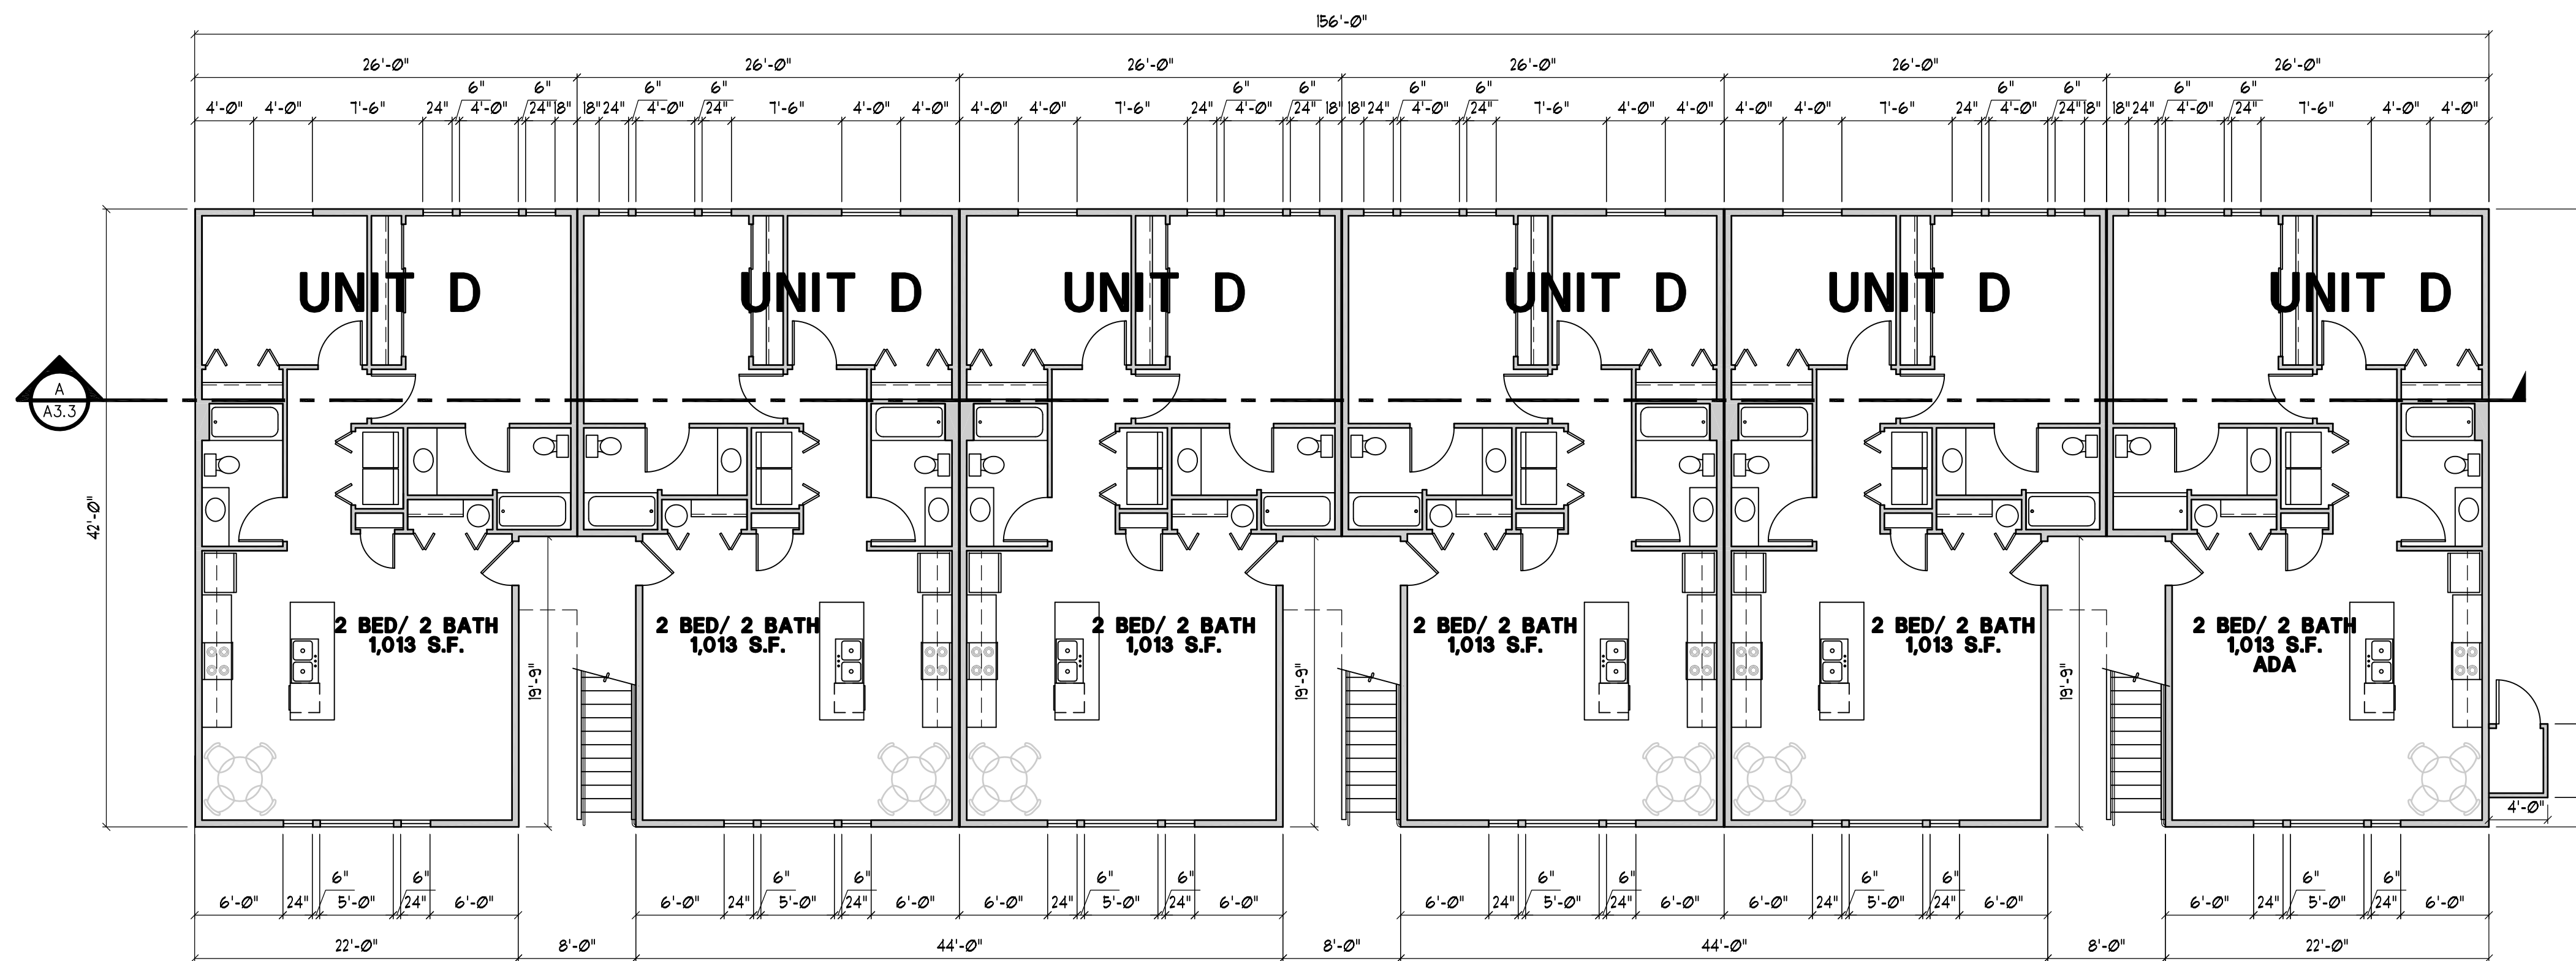 156'-0"
26'-0" 26'-0" 26'-0" 26'-0" 26'-0" 26'-0"
6" 6" 6" 6" 6" 6" 6" 6" 6" 6" 6" 6"
4'-0" 4'-0" 7'-6" 24" 4'-0" 24" 18" 18" 24" 4'-0" 24" 7'-6" 4'-0" 4'-0" 4'-0" 4'-0" 7'-6" 24" 4'-0" 24" 18" 18" 24" 4'-0" 24" 7'-6" 4'-0" 4'-0" 4'-0" 4'-0" 7'-6" 24" 4'-0" 24" 18" 18" 24" 4'-0" 24" 7'-6" 4'-0" 4'-0"
UNIT D UNIT D UNIT D UNIT D UNIT D UNIT D
A
A3.3
42'-0"
2 BED/ 2 BATH 2 BED/ 2 BATH 2 BED/ 2 BATH 2 BED/ 2 BATH 2 BED/ 2 BATH 2 BED/ 2 BATH
1,013 S.F. 1,013 S.F. 1,013 S.F. 1,013 S.F. 1,013 S.F. 1,013 S.F.
ADA
19'-9" 19'-9" 19'-9"
4'-0"
6" 6" 6" 6" 6" 6" 6" 6" 6" 6" 6" 6"
6'-0" 24" 5'-0" 24" 6'-0" 6'-0" 24" 5'-0" 24" 6'-0" 6'-0" 24" 5'-0" 24" 6'-0" 6'-0" 24" 5'-0" 24" 6'-0" 6'-0" 24" 5'-0" 24" 6'-0" 6'-0" 24" 5'-0" 24" 6'-0"
22'-0" 8'-0" 44'-0" 8'-0" 44'-0" 8'-0" 22'-0"